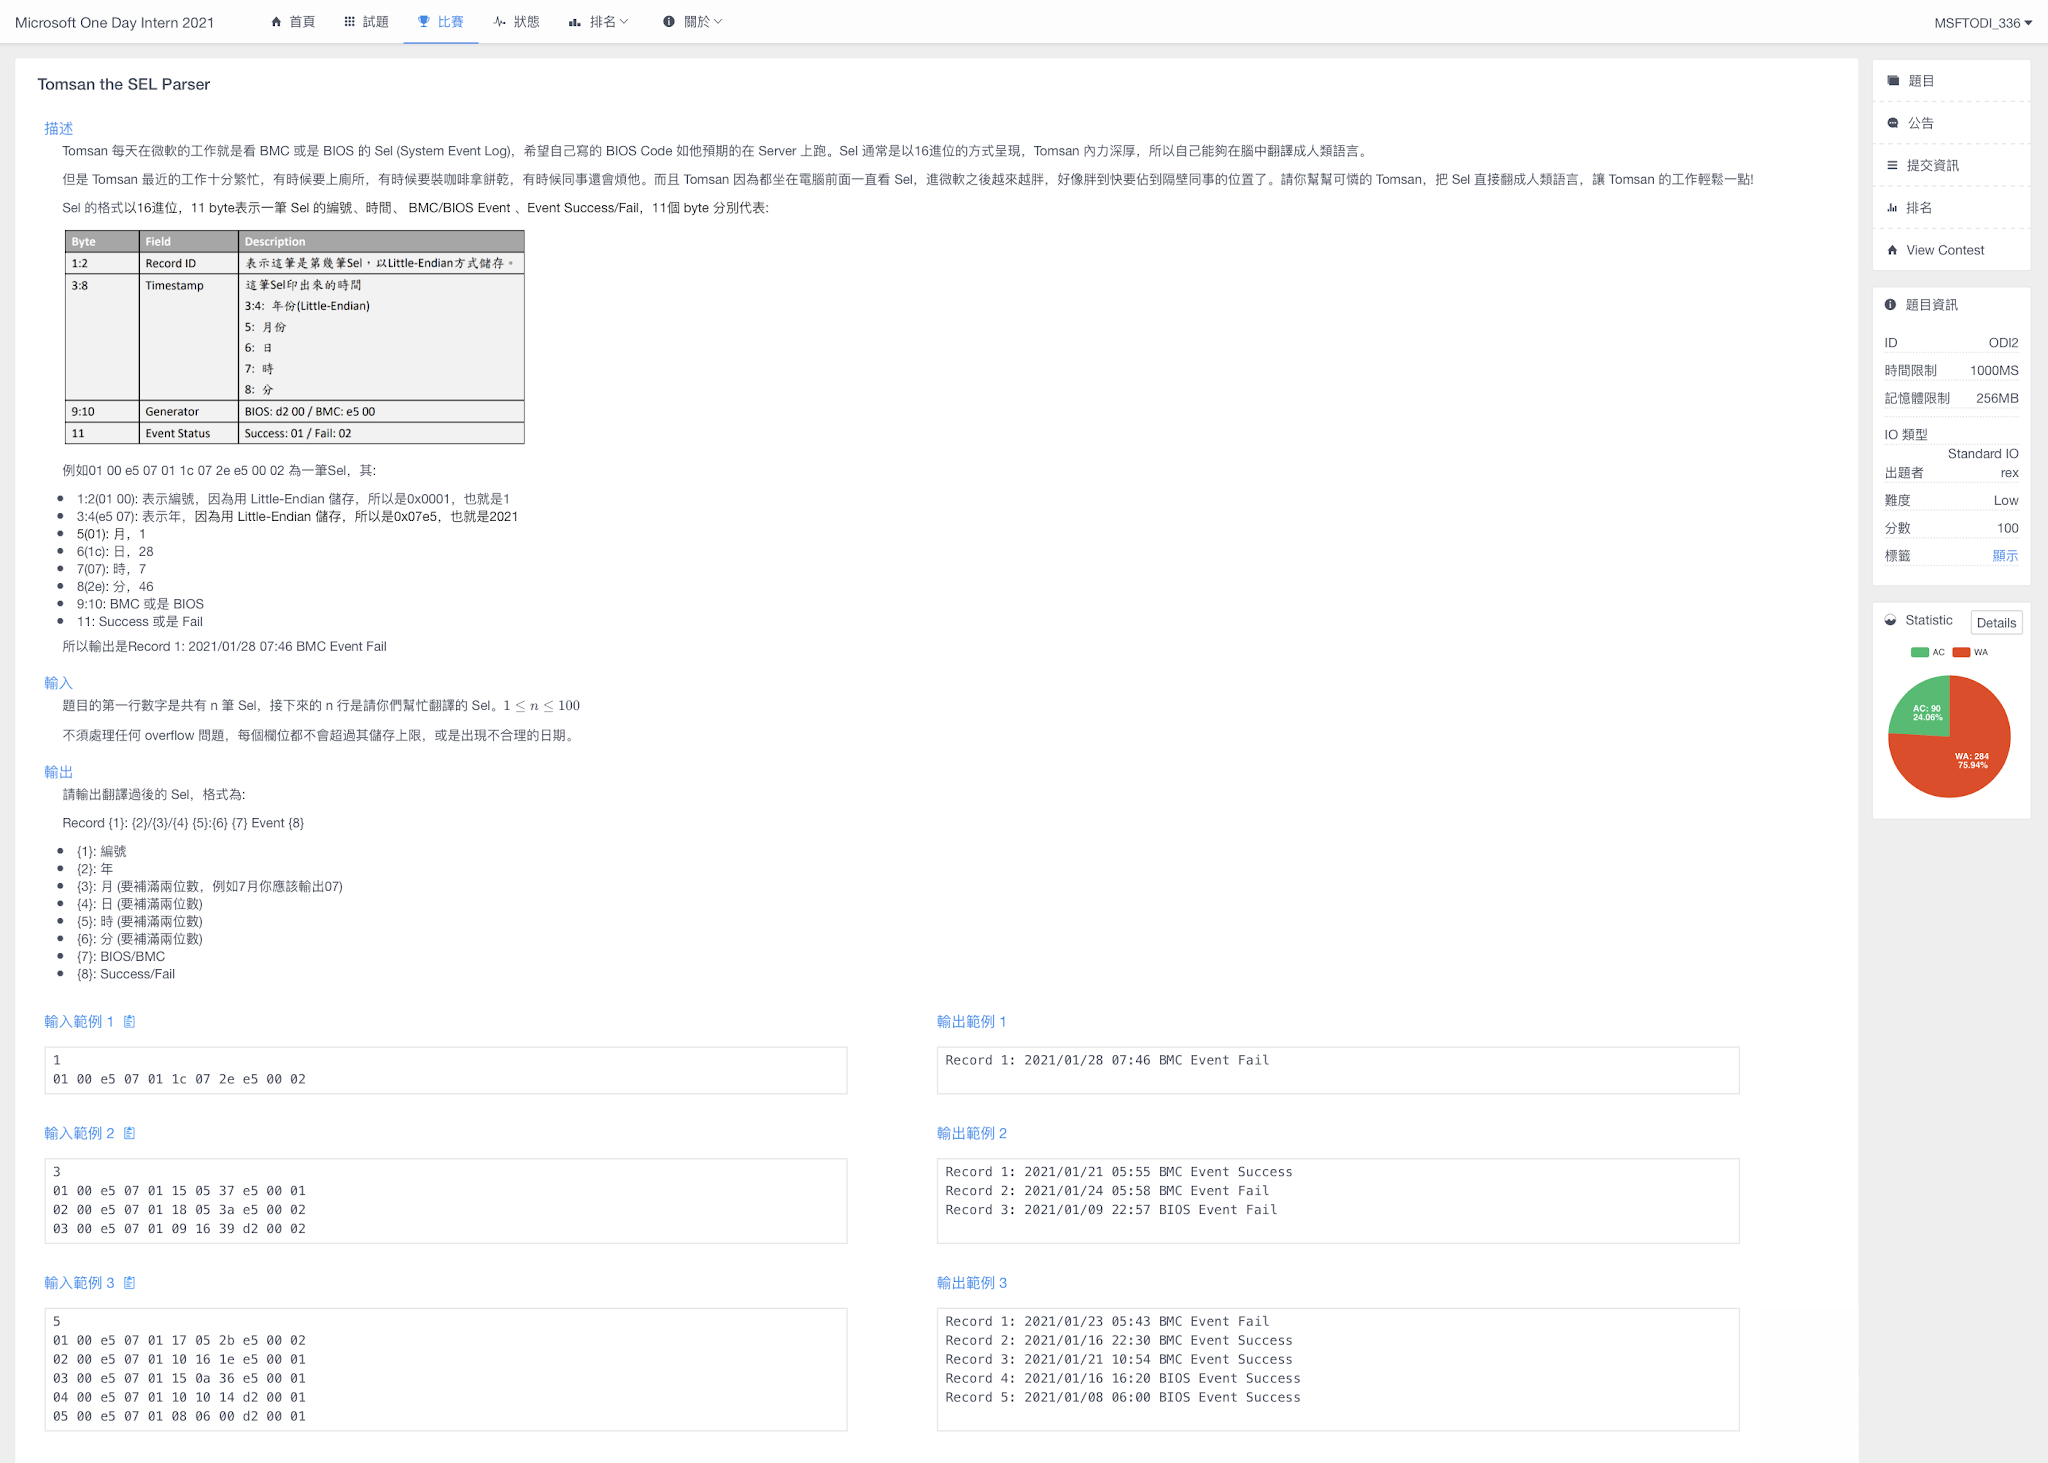 Microsoft One Day Intern 2021 首頁 試題 比賽 狀態 排名 關於 MSFTODI_336
Tomsan the SEL Parser
描述
Tomsan 每天在微軟的工作就是看 BMC 或是 BIOS 的 Sel (System Event Log)，希望自己寫的 BIOS Code 如他預期的在 Server 上跑。Sel 通常是以16進位的方式呈現，Tomsan 內力深厚，所以自己能夠在腦中翻譯成人類語言。
但是 Tomsan 最近的工作十分繁忙，有時候要上廁所，有時候要裝咖啡拿餅乾，有時候同事還會煩他。而且 Tomsan 因為都坐在電腦前面一直看 Sel，進微軟之後越來越胖，好像胖到快要佔到隔壁同事的位置了。請你幫幫可憐的 Tomsan，把 Sel 直接翻成人類語言，讓 Tomsan 的工作輕鬆一點!
Sel 的格式以16進位，11 byte表示一筆 Sel 的編號、時間、 BMC/BIOS Event 、Event Success/Fail，11個 byte 分別代表:
Byte Field Description
1:2 Record ID 表示這筆是第幾筆Sel，以Little-Endian方式儲存。
3:8 Timestamp 這筆Sel印出來的時間
3:4: 年份(Little-Endian)
5: 月份
6: 日
7: 時
8: 分
9:10 Generator BIOS: d2 00 / BMC: e5 00
11 Event Status Success: 01 / Fail: 02
例如01 00 e5 07 01 1c 07 2e e5 00 02 為一筆Sel，其:
1:2(01 00): 表示編號，因為用 Little-Endian 儲存，所以是0x0001，也就是1
3:4(e5 07): 表示年，因為用 Little-Endian 儲存，所以是0x07e5，也就是2021
5(01): 月，1
6(1c): 日，28
7(07): 時，7
8(2e): 分，46
9:10: BMC 或是 BIOS
11: Success 或是 Fail
所以輸出是Record 1: 2021/01/28 07:46 BMC Event Fail
輸入
題目的第一行數字是共有 n 筆 Sel，接下來的 n 行是請你們幫忙翻譯的 Sel。1 ≤ n ≤ 100
不須處理任何 overflow 問題，每個欄位都不會超過其儲存上限，或是出現不合理的日期。
輸出
請輸出翻譯過後的 Sel，格式為:
Record {1}: {2}/{3}/{4} {5}:{6} {7} Event {8}
{1}: 編號
{2}: 年
{3}: 月 (要補滿兩位數，例如7月你應該輸出07)
{4}: 日 (要補滿兩位數)
{5}: 時 (要補滿兩位數)
{6}: 分 (要補滿兩位數)
{7}: BIOS/BMC
{8}: Success/Fail
輸入範例 1
1
01 00 e5 07 01 1c 07 2e e5 00 02
輸出範例 1
Record 1: 2021/01/28 07:46 BMC Event Fail
輸入範例 2
3
01 00 e5 07 01 15 05 37 e5 00 01
02 00 e5 07 01 18 05 3a e5 00 02
03 00 e5 07 01 09 16 39 d2 00 02
輸出範例 2
Record 1: 2021/01/21 05:55 BMC Event Success
Record 2: 2021/01/24 05:58 BMC Event Fail
Record 3: 2021/01/09 22:57 BIOS Event Fail
輸入範例 3
5
01 00 e5 07 01 17 05 2b e5 00 02
02 00 e5 07 01 10 16 1e e5 00 01
03 00 e5 07 01 15 0a 36 e5 00 01
04 00 e5 07 01 10 10 14 d2 00 01
05 00 e5 07 01 08 06 00 d2 00 01
輸出範例 3
Record 1: 2021/01/23 05:43 BMC Event Fail
Record 2: 2021/01/16 22:30 BMC Event Success
Record 3: 2021/01/21 10:54 BMC Event Success
Record 4: 2021/01/16 16:20 BIOS Event Success
Record 5: 2021/01/08 06:00 BIOS Event Success
題目
公告
提交資訊
排名
View Contest
題目資訊
ID ODI2
時間限制 1000MS
記憶體限制 256MB
IO 類型
Standard IO
出題者 rex
難度 Low
分數 100
標籤 顯示
Statistic Details
AC WA
AC: 90
24.06%
WA: 284
75.94%